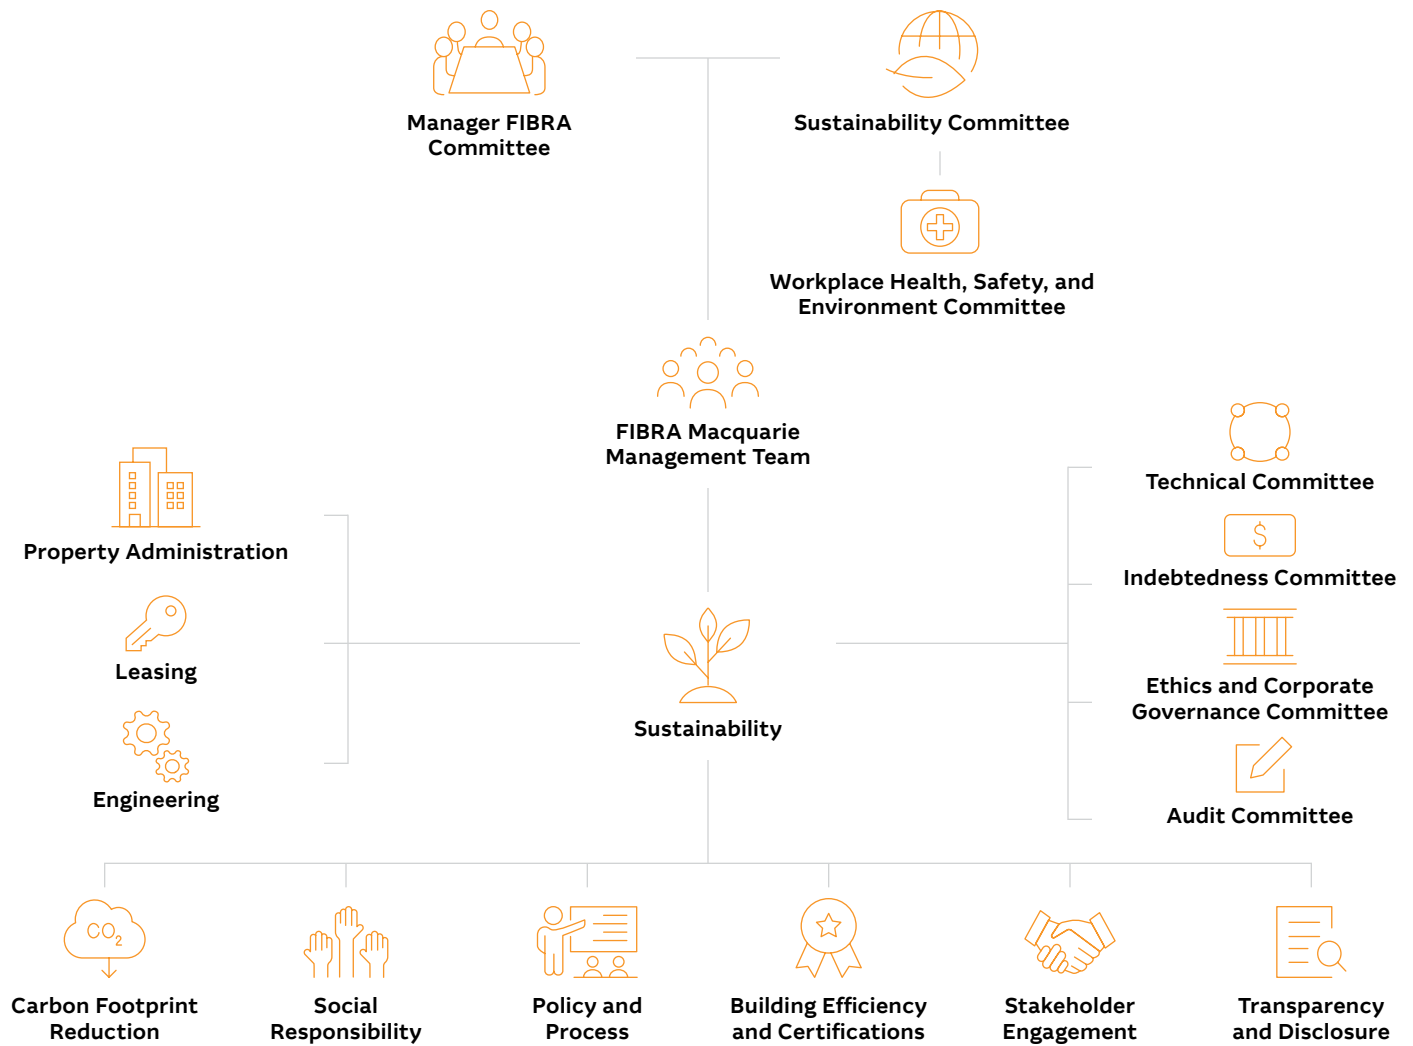 Manager FIBRA
Committee
Sustainability Committee
Workplace Health, Safety, and
Environment Committee
FIBRA Macquarie
Management Team
Property Administration
Leasing
Engineering
Sustainability
Technical Committee
$
Indebtedness Committee
Ethics and Corporate
Governance Committee
Audit Committee
CO₂
Carbon Footprint
Reduction
Social
Responsibility
Policy and
Process
Building Efficiency
and Certifications
Stakeholder
Engagement
Transparency
and Disclosure